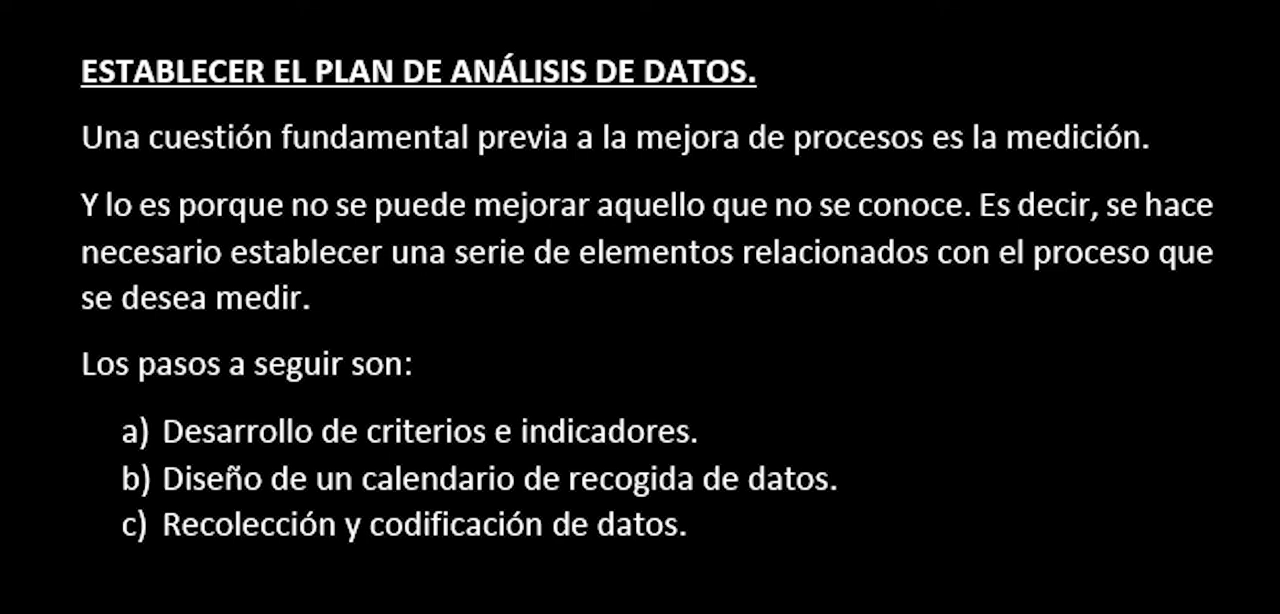 ESTABLECER EL PLAN DE ANÁLISIS DE DATOS.
Una cuestión fundamental previa a la mejora de procesos es la medición.
Y lo es porque no se puede mejorar aquello que no se conoce. Es decir, se hace
necesario establecer una serie de elementos relacionados con el proceso que
se desea medir.
Los pasos a seguir son:
a) Desarrollo de criterios e indicadores.
b) Diseño de un calendario de recogida de datos.
c) Recolección y codificación de datos.